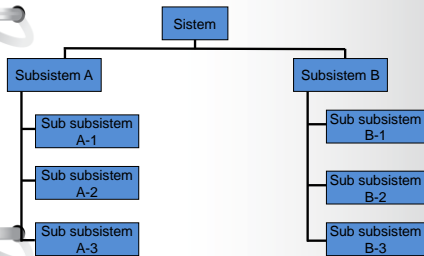 Sistem
Subsistem A
Subsistem B
Sub subsistem
A-1
Sub subsistem
A-2
Sub subsistem
A-3
Sub subsistem
B-1
Sub subsistem
B-2
Sub subsistem
B-3